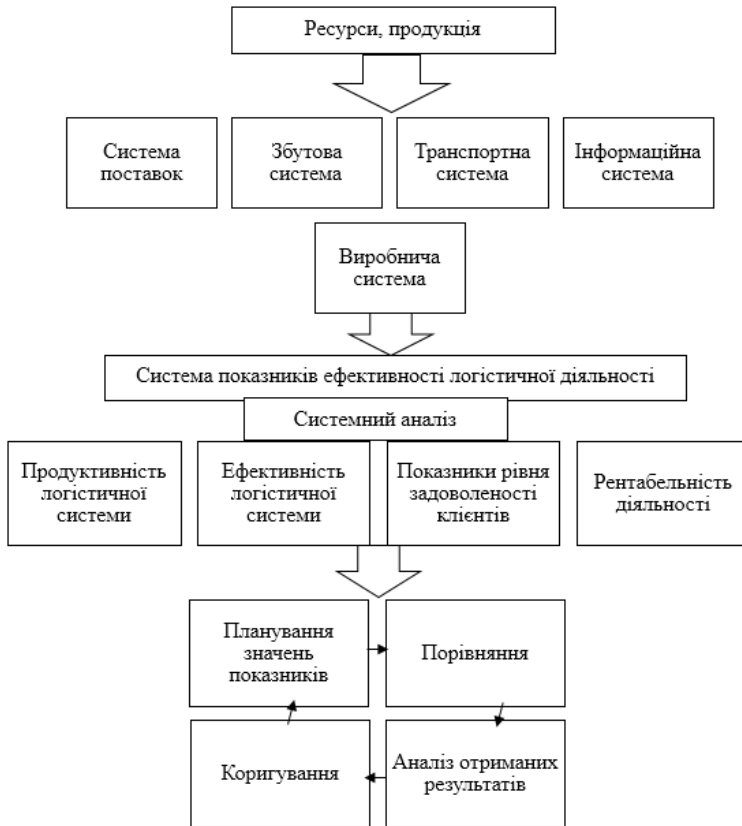 Ресурси, продукція
Система
поставок
Збутова
система
Транспортна
система
Інформаційна
система
Виробнича
система
Система показників ефективності логістичної діяльності
Системний аналіз
Продуктивність
логістичної
системи
Ефективність
логістичної
системи
Показники рівня
задоволеності
клієнтів
Рентабельність
діяльності
Планування
значень
показників
Порівняння
Коригування
Аналіз отриманих
результатів